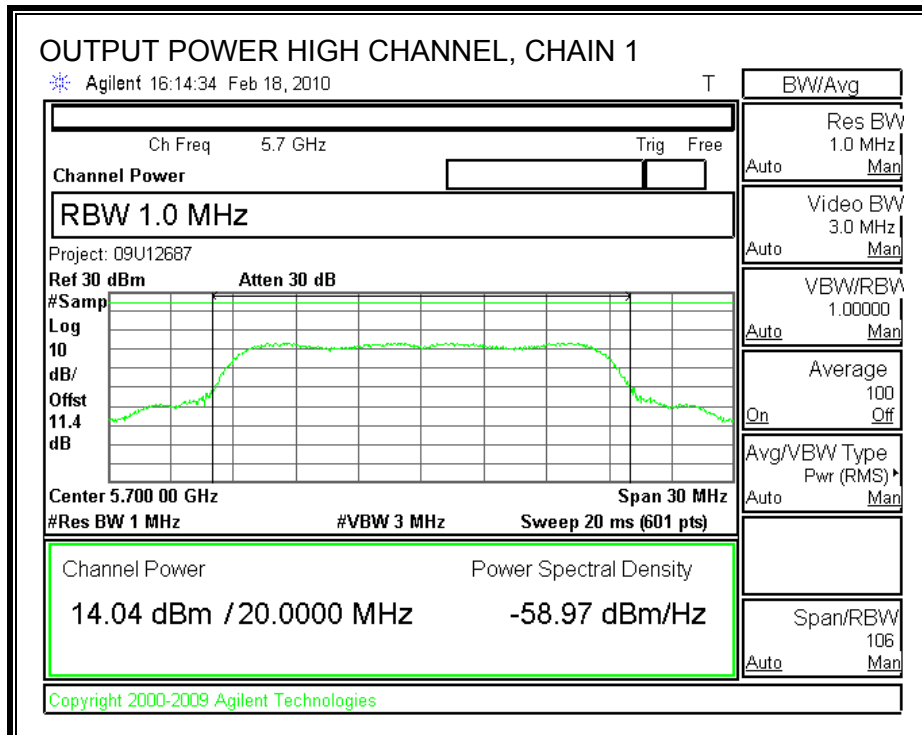 OUTPUT POWER HIGH CHANNEL, CHAIN 1
Agilent 16:14:34 Feb 18, 2010 T
Ch Freq 5.7 GHz Trig Free
Channel Power
RBW 1.0 MHz
Project: 09U12687
Ref 30 dBm Atten 30 dB
#Samp
Log
10
dB/
Offst
11.4
dB
Center 5.700 00 GHz Span 30 MHz
#Res BW 1 MHz #VBW 3 MHz Sweep 20 ms (601 pts)
Channel Power Power Spectral Density
14.04 dBm / 20.0000 MHz -58.97 dBm/Hz
Copyright 2000-2009 Agilent Technologies
BW/Avg
Res BW
1.0 MHz
Auto Man
Video BW
3.0 MHz
Auto Man
VBW/RBW
1.00000
Auto Man
Average
100
On Off
Avg/VBW Type
Pwr (RMS)
Auto Man
Span/RBW
106
Auto Man